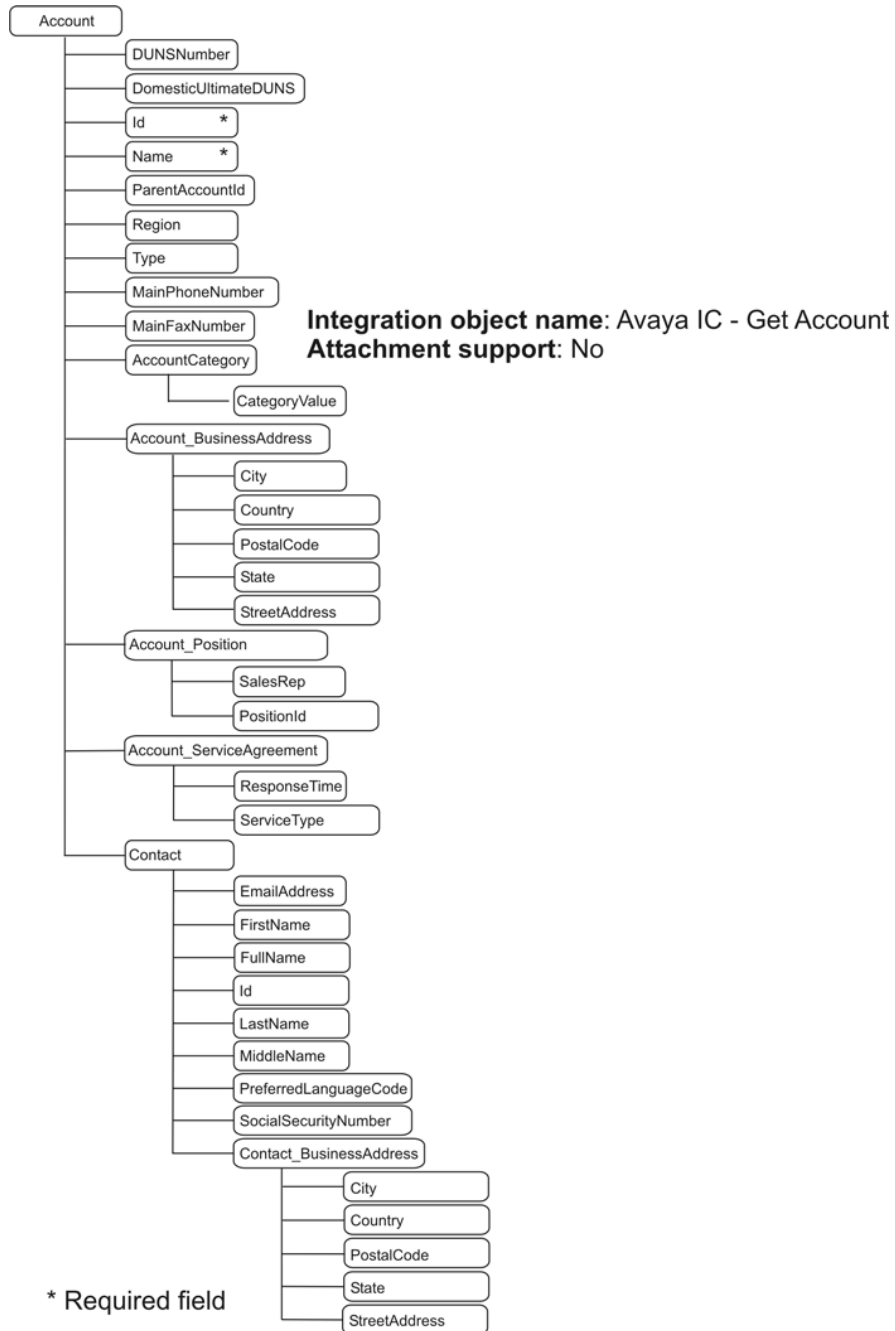 Account
DUNSNumber
DomesticUltimateDUNS
Id *
Name *
ParentAccountId
Region
Type
MainPhoneNumber
MainFaxNumber
Integration object name: Avaya IC - Get Account
Attachment support: No
AccountCategory
CategoryValue
Account_BusinessAddress
City
Country
PostalCode
State
StreetAddress
Account_Position
SalesRep
PositionId
Account_ServiceAgreement
ResponseTime
ServiceType
Contact
EmailAddress
FirstName
FullName
Id
LastName
MiddleName
PreferredLanguageCode
SocialSecurityNumber
Contact_BusinessAddress
City
Country
PostalCode
State
StreetAddress
* Required field